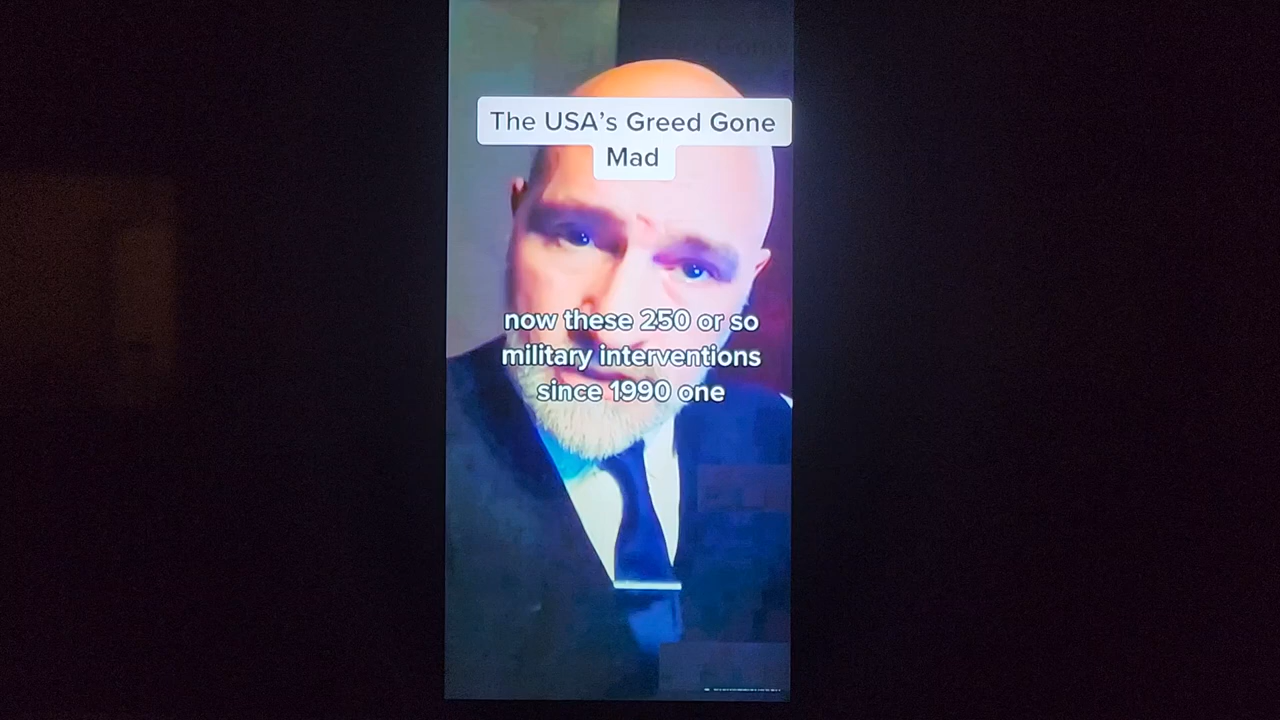 The USA's Greed Gone
Mad
now these 250 or so
military interventions
since 1990 one